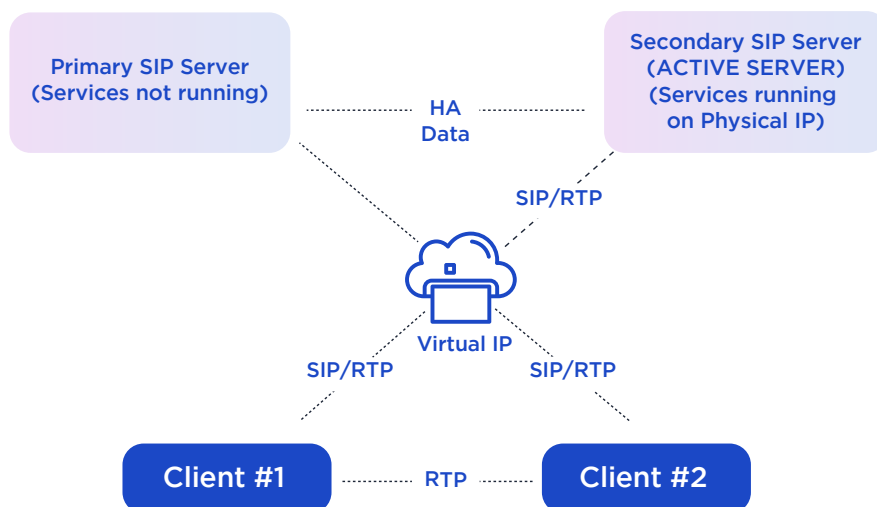 Primary SIP Server
(Services not running)
Secondary SIP Server
(ACTIVE SERVER)
(Services running
on Physical IP)
HA
Data
SIP/RTP
Virtual IP
SIP/RTP
SIP/RTP
Client #1
RTP
Client #2